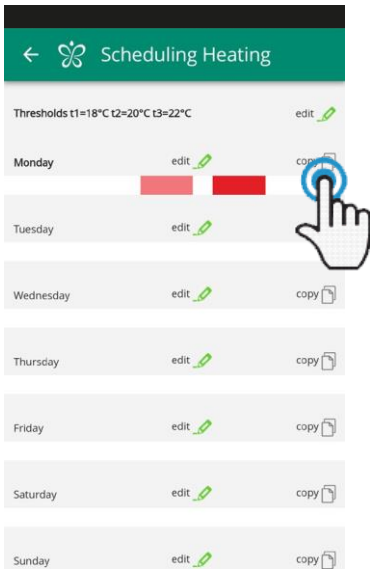 Scheduling Heating
Thresholds t1=18°C t2=20°C t3=22°C edit
Monday edit copy
Tuesday edit
Wednesday edit copy
Thursday edit copy
Friday edit copy
Saturday edit copy
Sunday edit copy